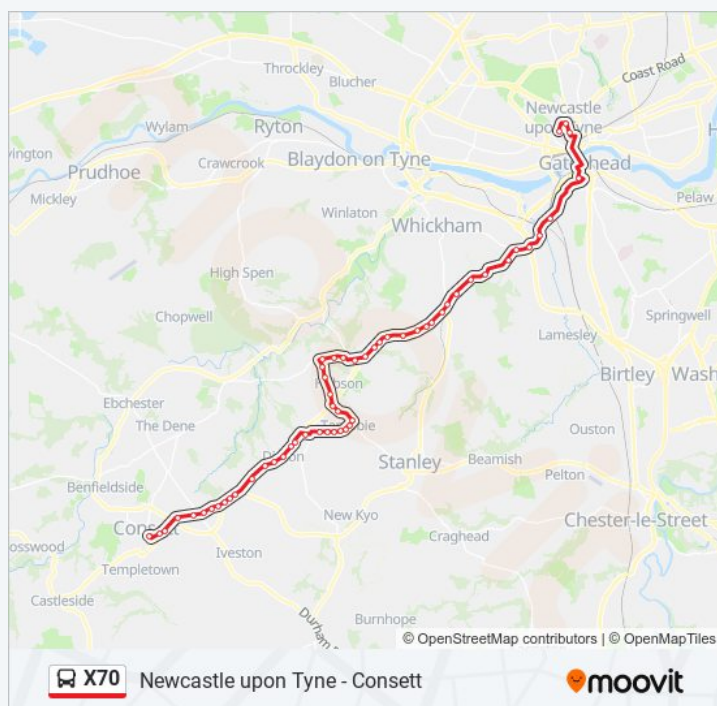 Coast Road
Throckley
Blucher
Newcastle
upon Tyne
Wylam
Ryton
Gateshead
Blaydon on Tyne
Crawcrook
Prudhoe
Mickley
Pelaw
Winlaton
Whickham
High Spen
Springwell
Chopwell
Lamesley
Birtley
Wash
Hobson
Ebchester
The Dene
Ouston
Dipton
Stanley
Beamish
Pelton
Benfieldside
New Kyo
Chester-le-Street
Consett
Craghead
Iveston
Templetown
Castleside
Burnhope
Durham
© OpenStreetMap contributors | © OpenMapTiles
X70 Newcastle upon Tyne - Consett
moovit